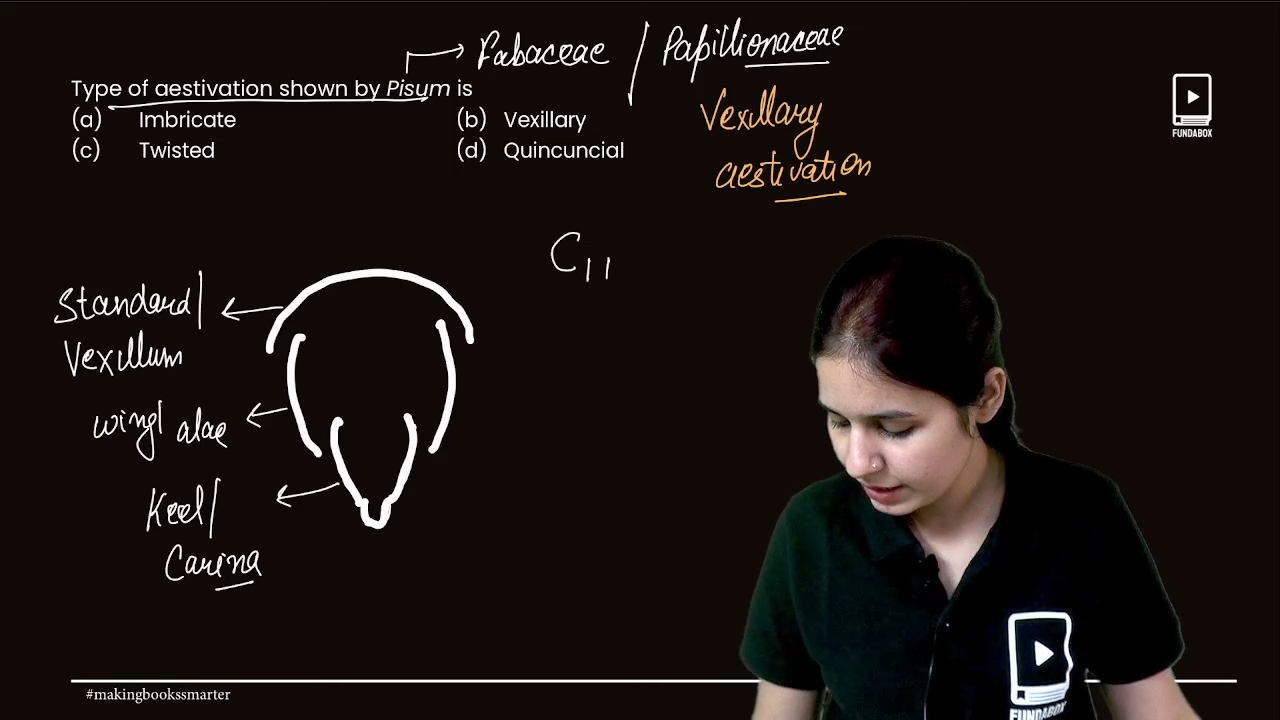 Fabaceae / Papillionaceae
Type of aestivation shown by Pisum is
(a) Imbricate (b) Vexillary
(c) Twisted (d) Quincuncial
Vexillary
aestivation
FUNDABOX
C11
Standard/
Vexillum
wing/ alae
Keel/
Carina
FUNDABOX
#makingbookssmarter